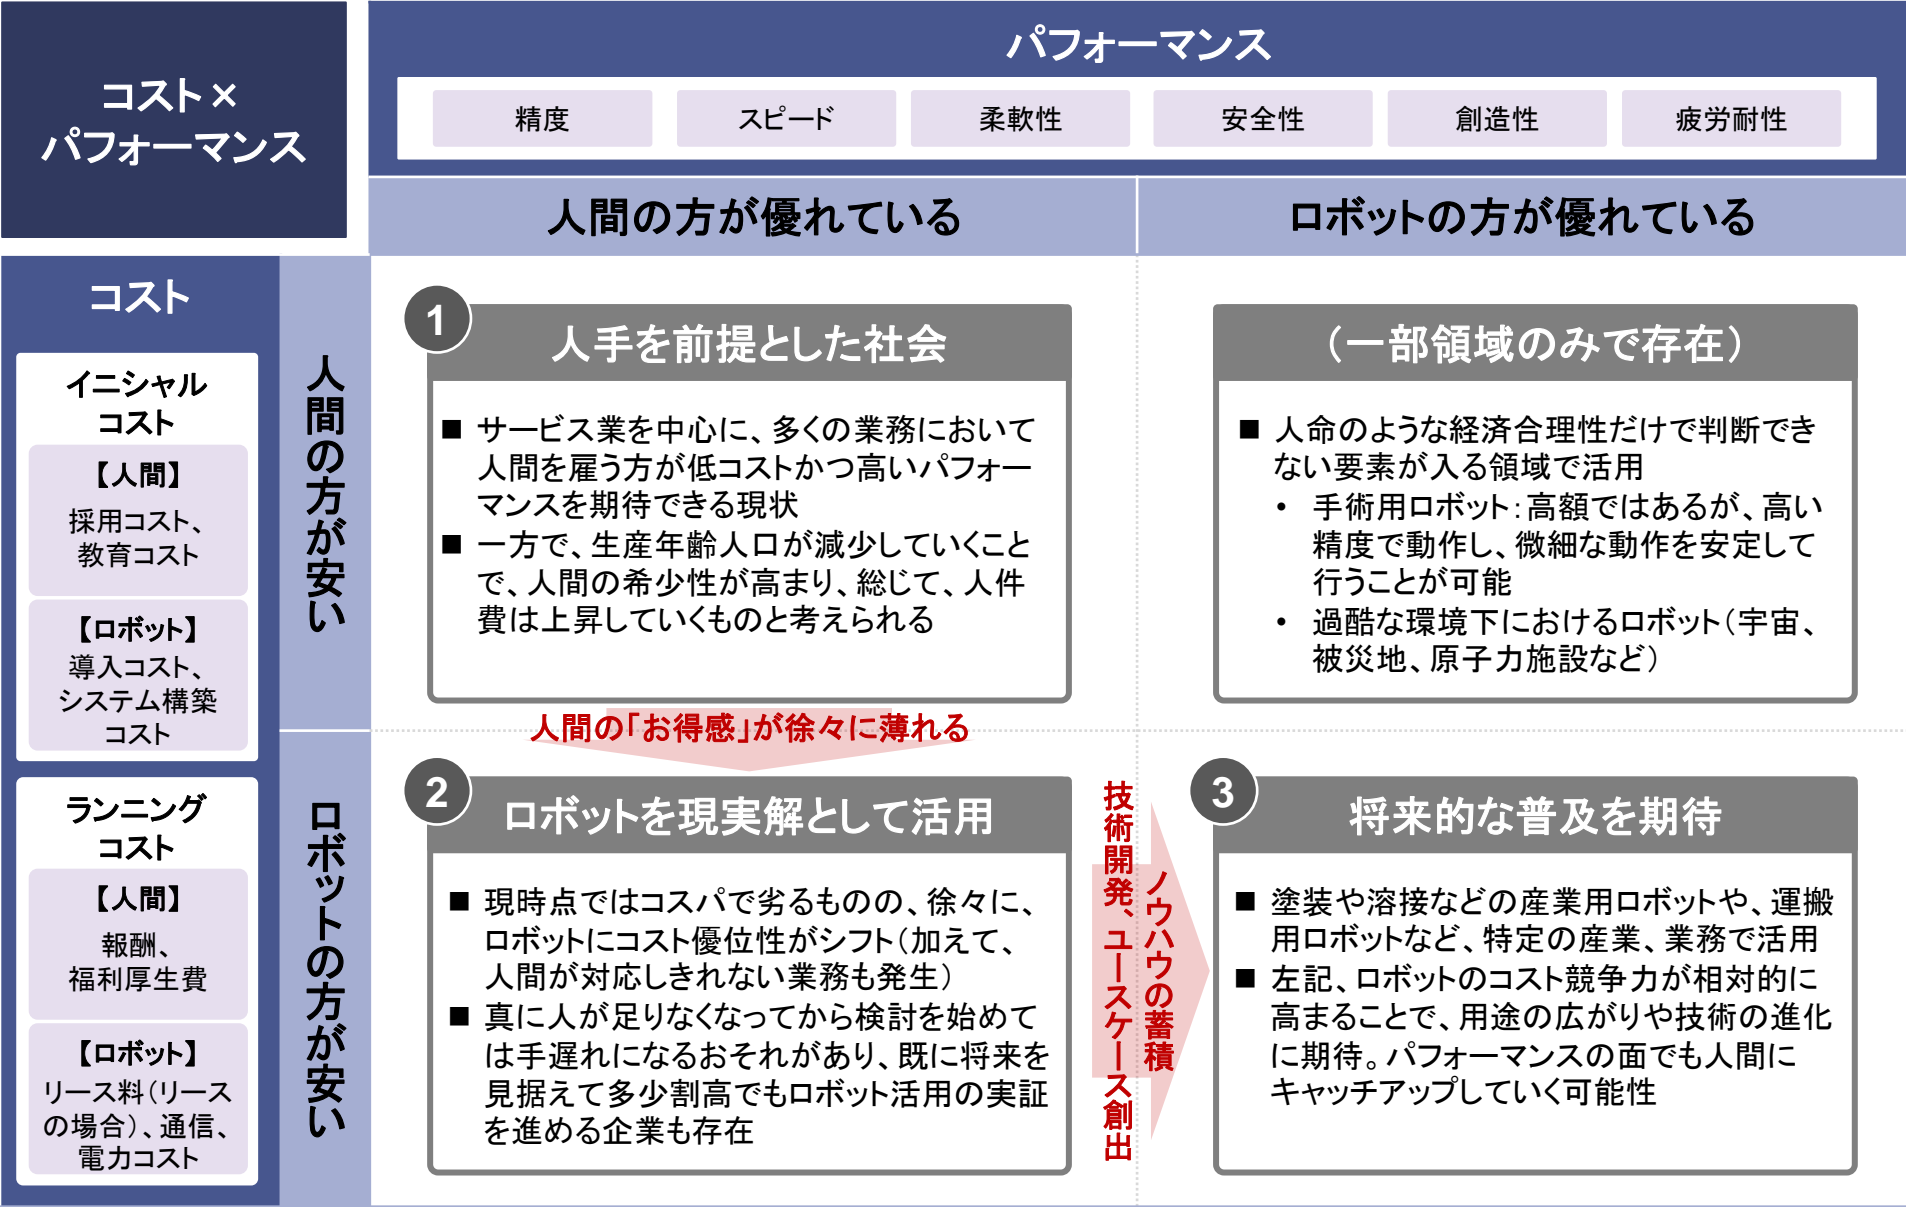 コスト×
パフォーマンス
パフォーマンス
精度
スピード
柔軟性
安全性
創造性
疲労耐性
人間の方が優れている
ロボットの方が優れている
コスト
イニシャル
コスト
【人間】
採用コスト、
教育コスト
【ロボット】
導入コスト、
システム構築
コスト
ランニング
コスト
【人間】
報酬、
福利厚生費
【ロボット】
リース料（リース
の場合）、通信、
電力コスト
人間の方が安い
ロボットの方が安い
1
人手を前提とした社会
■ サービス業を中心に、多くの業務において
人間を雇う方が低コストかつ高いパフォー
マンスを期待できる現状
■ 一方で、生産年齢人口が減少していくこと
で、人間の希少性が高まり、総じて、人件
費は上昇していくものと考えられる
（一部領域のみで存在）
■ 人命のような経済合理性だけで判断でき
ない要素が入る領域で活用
• 手術用ロボット：高額ではあるが、高い
精度で動作し、微細な動作を安定して
行うことが可能
• 過酷な環境下におけるロボット（宇宙、
被災地、原子力施設など）
人間の「お得感」が徐々に薄れる
2
ロボットを現実解として活用
■ 現時点ではコスパで劣るものの、徐々に、
ロボットにコスト優位性がシフト（加えて、
人間が対応しきれない業務も発生）
■ 真に人が足りなくなってから検討を始めて
は手遅れになるおそれがあり、既に将来を
見据えて多少割高でもロボット活用の実証
を進める企業も存在
技術開発、ユースケース創出
ノウハウの蓄積
3
将来的な普及を期待
■ 塗装や溶接などの産業用ロボットや、運搬
用ロボットなど、特定の産業、業務で活用
■ 左記、ロボットのコスト競争力が相対的に
高まることで、用途の広がりや技術の進化
に期待。パフォーマンスの面でも人間に
キャッチアップしていく可能性